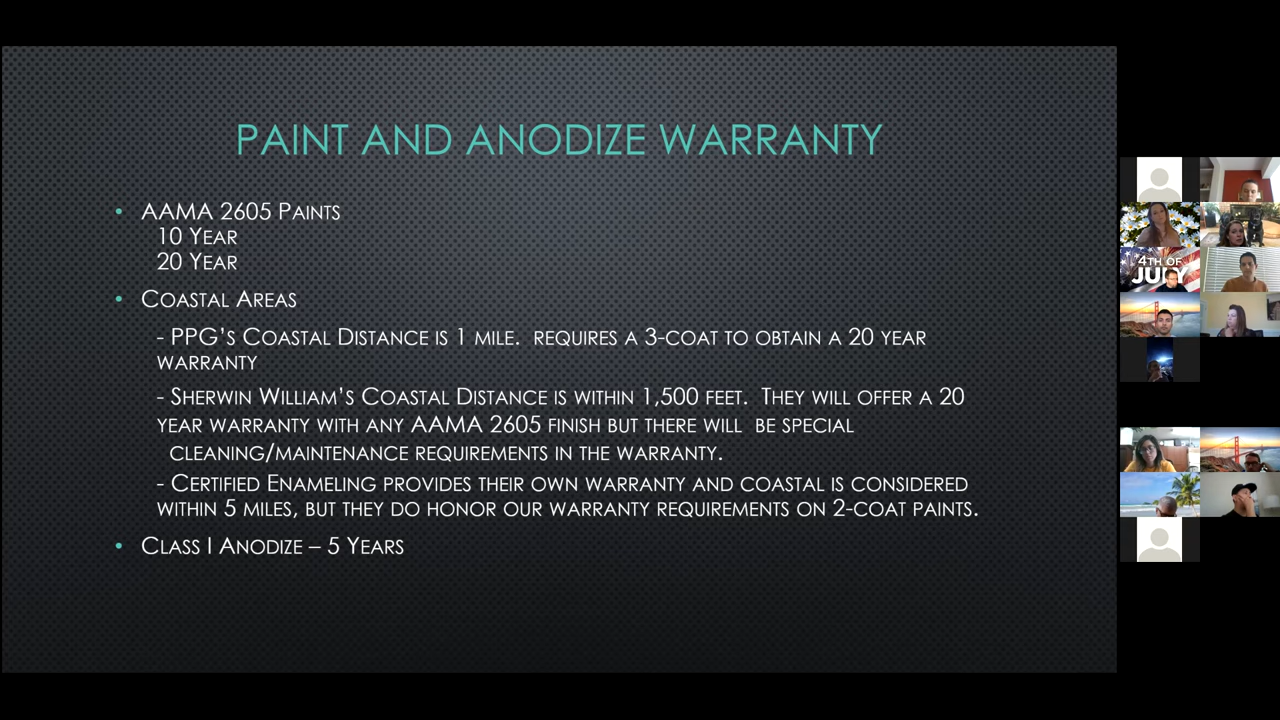 PAINT AND ANODIZE WARRANTY
• AAMA 2605 PAINTS
10 YEAR
20 YEAR
• COASTAL AREAS
- PPG'S COASTAL DISTANCE IS 1 MILE. REQUIRES A 3-COAT TO OBTAIN A 20 YEAR
WARRANTY
- SHERWIN WILLIAM'S COASTAL DISTANCE IS WITHIN 1,500 FEET. THEY WILL OFFER A 20
YEAR WARRANTY WITH ANY AAMA 2605 FINISH BUT THERE WILL BE SPECIAL
CLEANING/MAINTENANCE REQUIREMENTS IN THE WARRANTY.
- CERTIFIED ENAMELING PROVIDES THEIR OWN WARRANTY AND COASTAL IS CONSIDERED
WITHIN 5 MILES, BUT THEY DO HONOR OUR WARRANTY REQUIREMENTS ON 2-COAT PAINTS.
• CLASS I ANODIZE – 5 YEARS
4TH OF
JULY